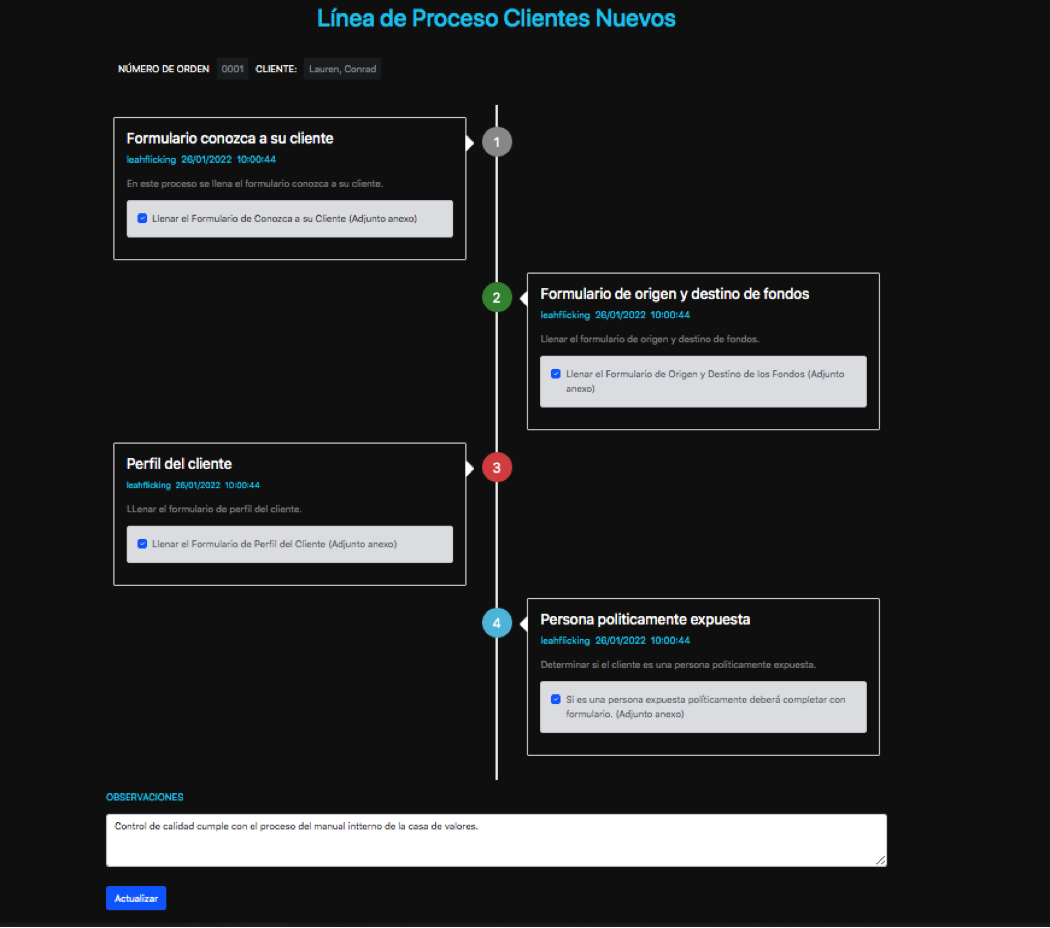 Línea de Proceso Clientes Nuevos
NÚMERO DE ORDEN 0001 CLIENTE: Lauren, Conrad
1
Formulario conozca a su cliente
leahflicking 26/01/2022 10:00:44
En este proceso se llena el formulario conozca a su cliente.
Llenar el Formulario de Conozca a su Cliente (Adjunto anexo)
2
Formulario de origen y destino de fondos
leahflicking 26/01/2022 10:00:44
Llenar el formulario de origen y destino de fondos.
Llenar el Formulario de Origen y Destino de los Fondos (Adjunto
anexo)
3
Perfil del cliente
leahflicking 26/01/2022 10:00:44
LLenar el formulario de perfil del cliente.
Llenar el Formulario de Perfil del Cliente (Adjunto anexo)
4
Persona politicamente expuesta
leahflicking 26/01/2022 10:00:44
Determinar si el cliente es una persona politicamente expuesta.
Si es una persona expuesta políticamente deberá completar con
formulario. (Adjunto anexo)
OBSERVACIONES
Control de calidad cumple con el proceso del manual intterno de la casa de valores.
Actualizar